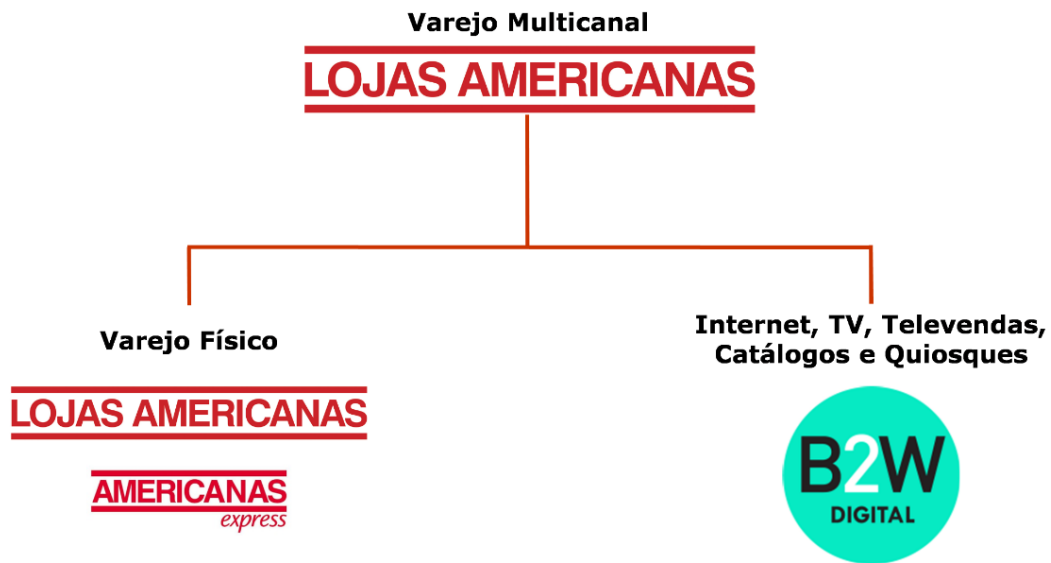 Varejo Multicanal
LOJAS AMERICANAS
Varejo Físico
LOJAS AMERICANAS
AMERICANAS
express
Internet, TV, Televendas,
Catálogos e Quiosques
B2W
DIGITAL